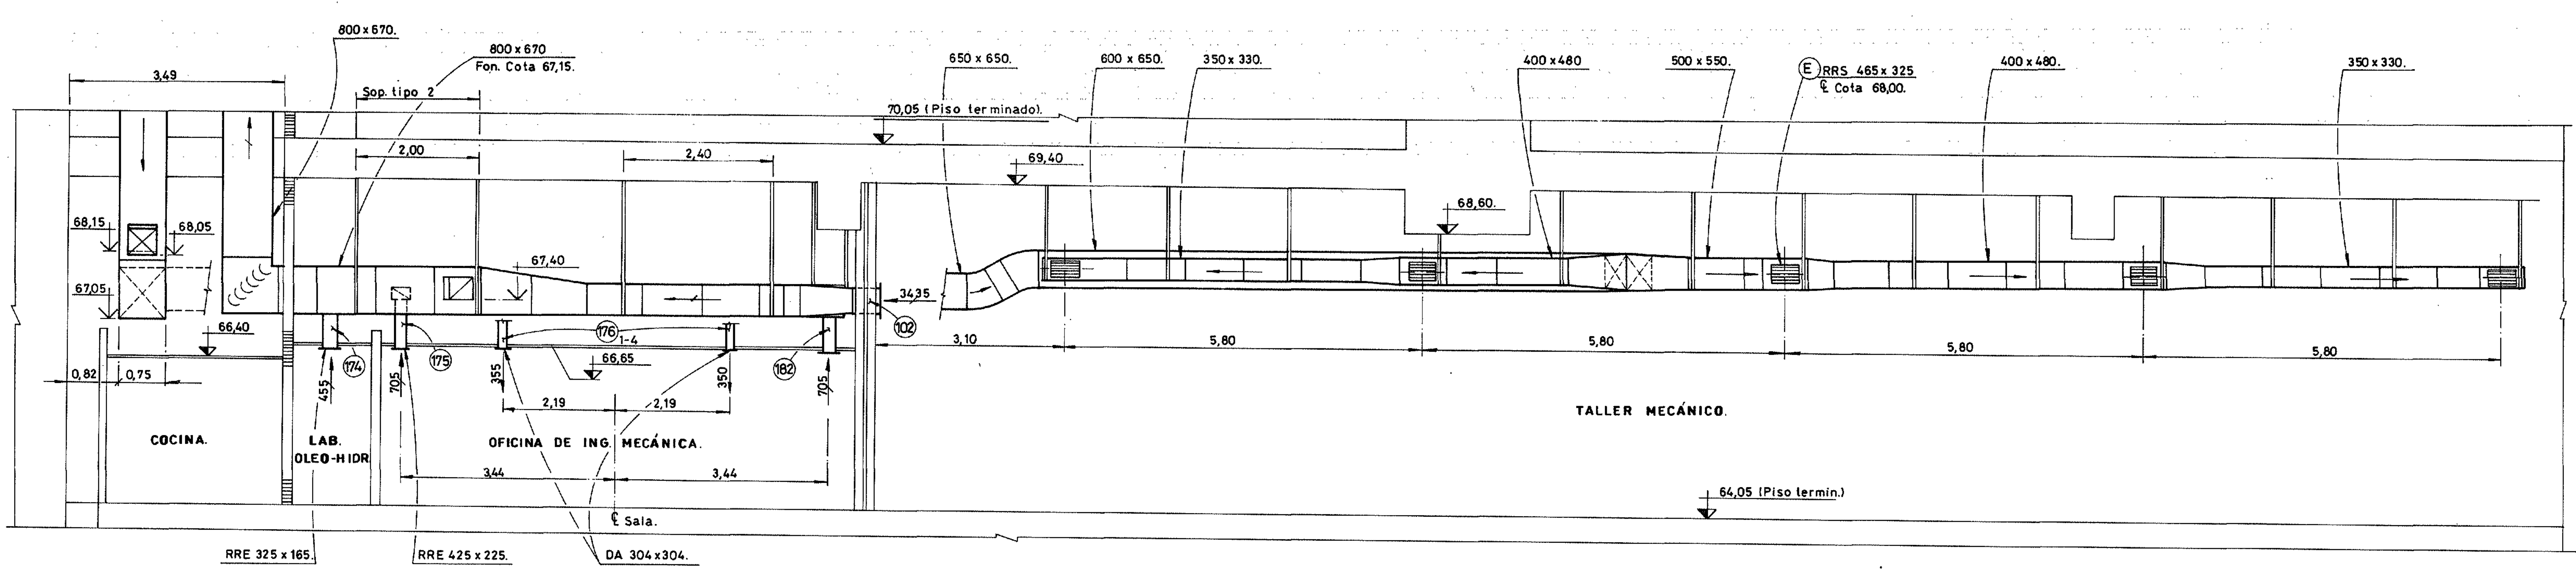 800 x 670.
800 x 670
Fon. Cota 67,15.
650 x 650.
600 x 650.
350 x 330.
400 x 480
500 x 550.
E
RRS 465 x 325
℄ Cota 68,00.
400 x 480.
350 x 330.
3,49
Sop. tipo 2
70,05 (Piso terminado).
2,00
2,40
69,40
68,60.
68,15
68,05
67,40
67,05
66,40
34,35
102
174
175
176
1-4
182
66,65
3,10
5,80
5,80
5,80
5,80
0,82
0,75
455
705
355
350
705
2,19
2,19
TALLER MECÁNICO.
COCINA.
LAB.
OLEO-HIDR.
OFICINA DE ING. MECÁNICA.
3,44
3,44
64,05 (Piso termin.)
℄ Sala.
RRE 325 x 165.
RRE 425 x 225.
DA 304 x 304.